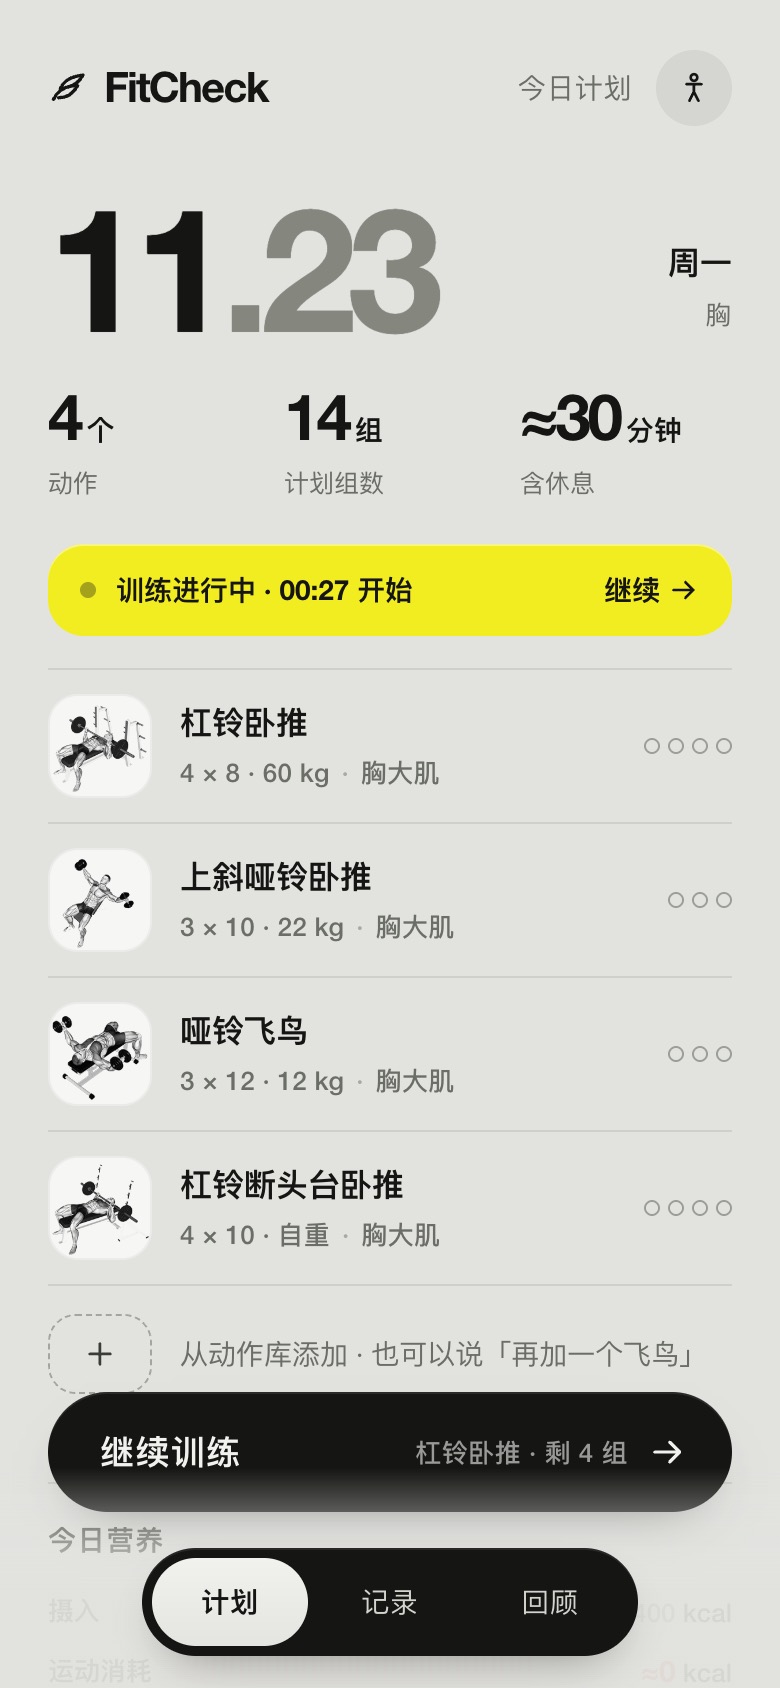 FitCheck
今日计划
11.23
周一
胸
4个
14组
≈30分钟
动作
计划组数
含休息
训练进行中 · 00:27 开始
继续 →
杠铃卧推
4 × 8 · 60 kg · 胸大肌
上斜哑铃卧推
3 × 10 · 22 kg · 胸大肌
哑铃飞鸟
3 × 12 · 12 kg · 胸大肌
杠铃断头台卧推
4 × 10 · 自重 · 胸大肌
+ 从动作库添加 · 也可以说「再加一个飞鸟」
继续训练
杠铃卧推 · 剩 4 组 →
今日营养
计划
记录
回顾
摄入
kcal
运动消耗
≈0 kcal